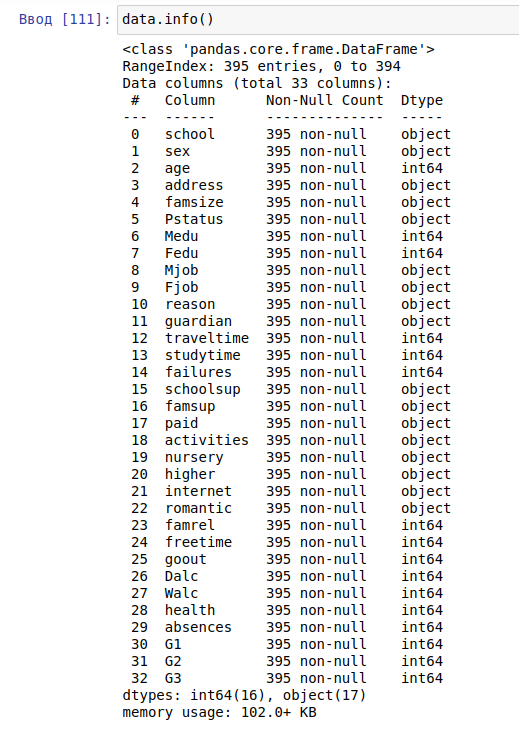 Ввод [111]: data.info()
<class 'pandas.core.frame.DataFrame'>
RangeIndex: 395 entries, 0 to 394
Data columns (total 33 columns):
 #   Column      Non-Null Count  Dtype
---  ------      --------------  -----
 0   school      395 non-null    object
 1   sex         395 non-null    object
 2   age         395 non-null    int64
 3   address     395 non-null    object
 4   famsize     395 non-null    object
 5   Pstatus     395 non-null    object
 6   Medu        395 non-null    int64
 7   Fedu        395 non-null    int64
 8   Mjob        395 non-null    object
 9   Fjob        395 non-null    object
 10  reason      395 non-null    object
 11  guardian    395 non-null    object
 12  traveltime  395 non-null    int64
 13  studytime   395 non-null    int64
 14  failures    395 non-null    int64
 15  schoolsup   395 non-null    object
 16  famsup      395 non-null    object
 17  paid        395 non-null    object
 18  activities  395 non-null    object
 19  nursery     395 non-null    object
 20  higher      395 non-null    object
 21  internet    395 non-null    object
 22  romantic    395 non-null    object
 23  famrel      395 non-null    int64
 24  freetime    395 non-null    int64
 25  goout       395 non-null    int64
 26  Dalc        395 non-null    int64
 27  Walc        395 non-null    int64
 28  health      395 non-null    int64
 29  absences    395 non-null    int64
 30  G1          395 non-null    int64
 31  G2          395 non-null    int64
 32  G3          395 non-null    int64
dtypes: int64(16), object(17)
memory usage: 102.0+ KB